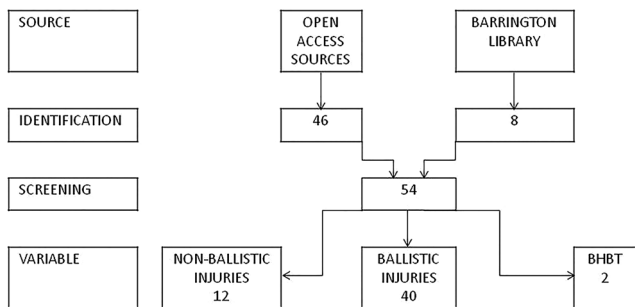 SOURCE
OPEN
ACCESS
SOURCES
BARRINGTON
LIBRARY
IDENTIFICATION
46
8
SCREENING
54
VARIABLE
NON-BALLISTIC
INJURIES
12
BALLISTIC
INJURIES
40
BHBT
2